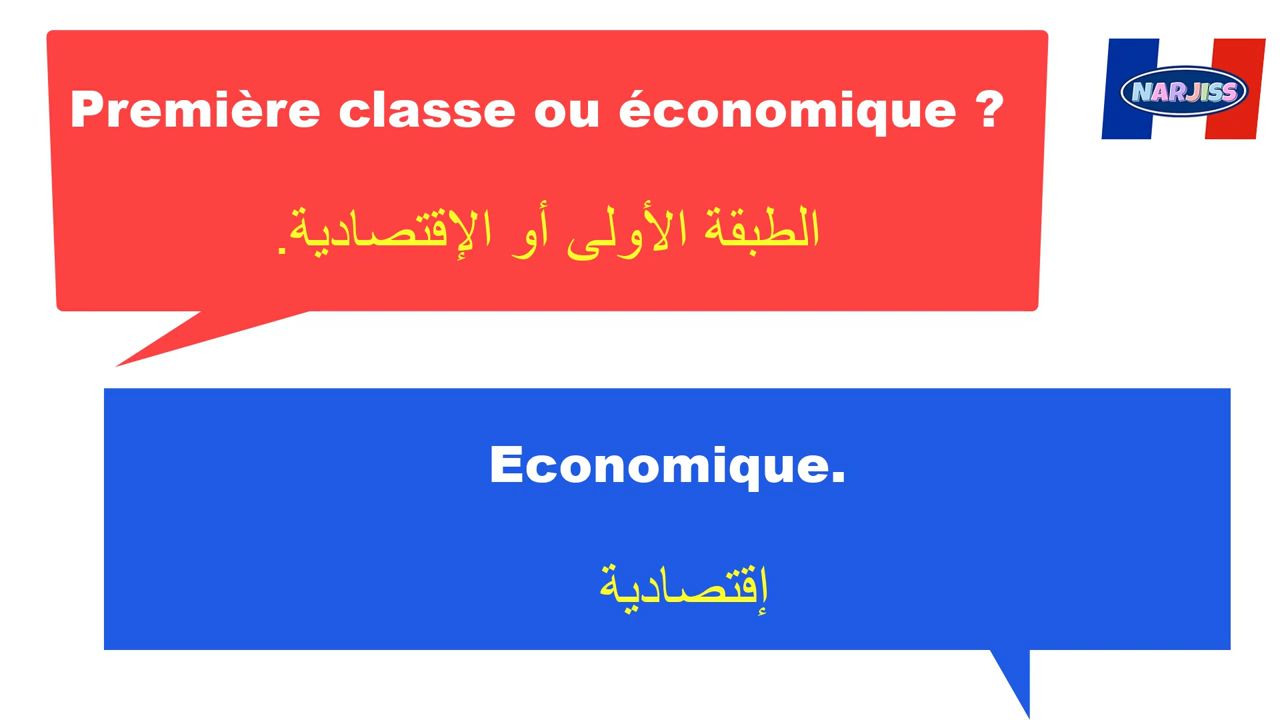 Première classe ou économique ?
NARJISS
الطبقة الأولى أو الإقتصادية.
Economique.
إقتصادية